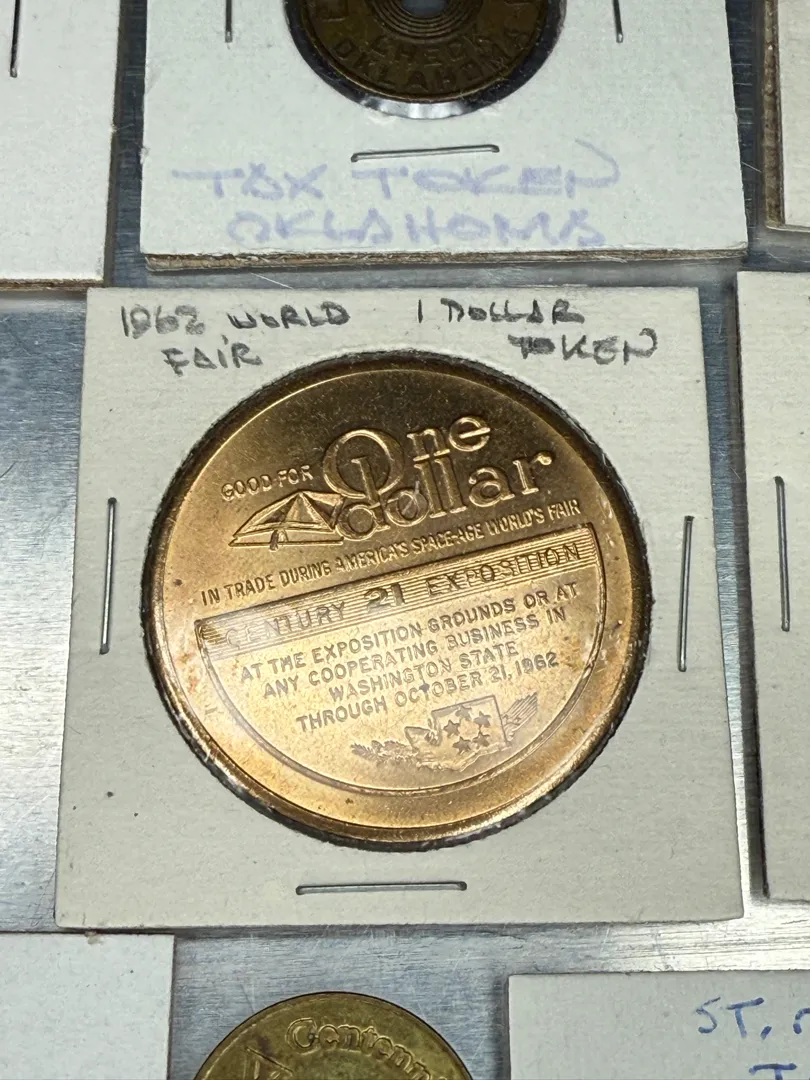 CHECK
OKLAHOMA
TAX TOKEN
OKLAHOMA
1962 WORLD FAIR
1 DOLLAR TOKEN
GOOD FOR One dollar
IN TRADE DURING AMERICA'S SPACE-AGE WORLD'S FAIR
CENTURY 21 EXPOSITION
AT THE EXPOSITION GROUNDS OR AT
ANY COOPERATING BUSINESS IN
WASHINGTON STATE
THROUGH OCTOBER 21, 1962
ST.